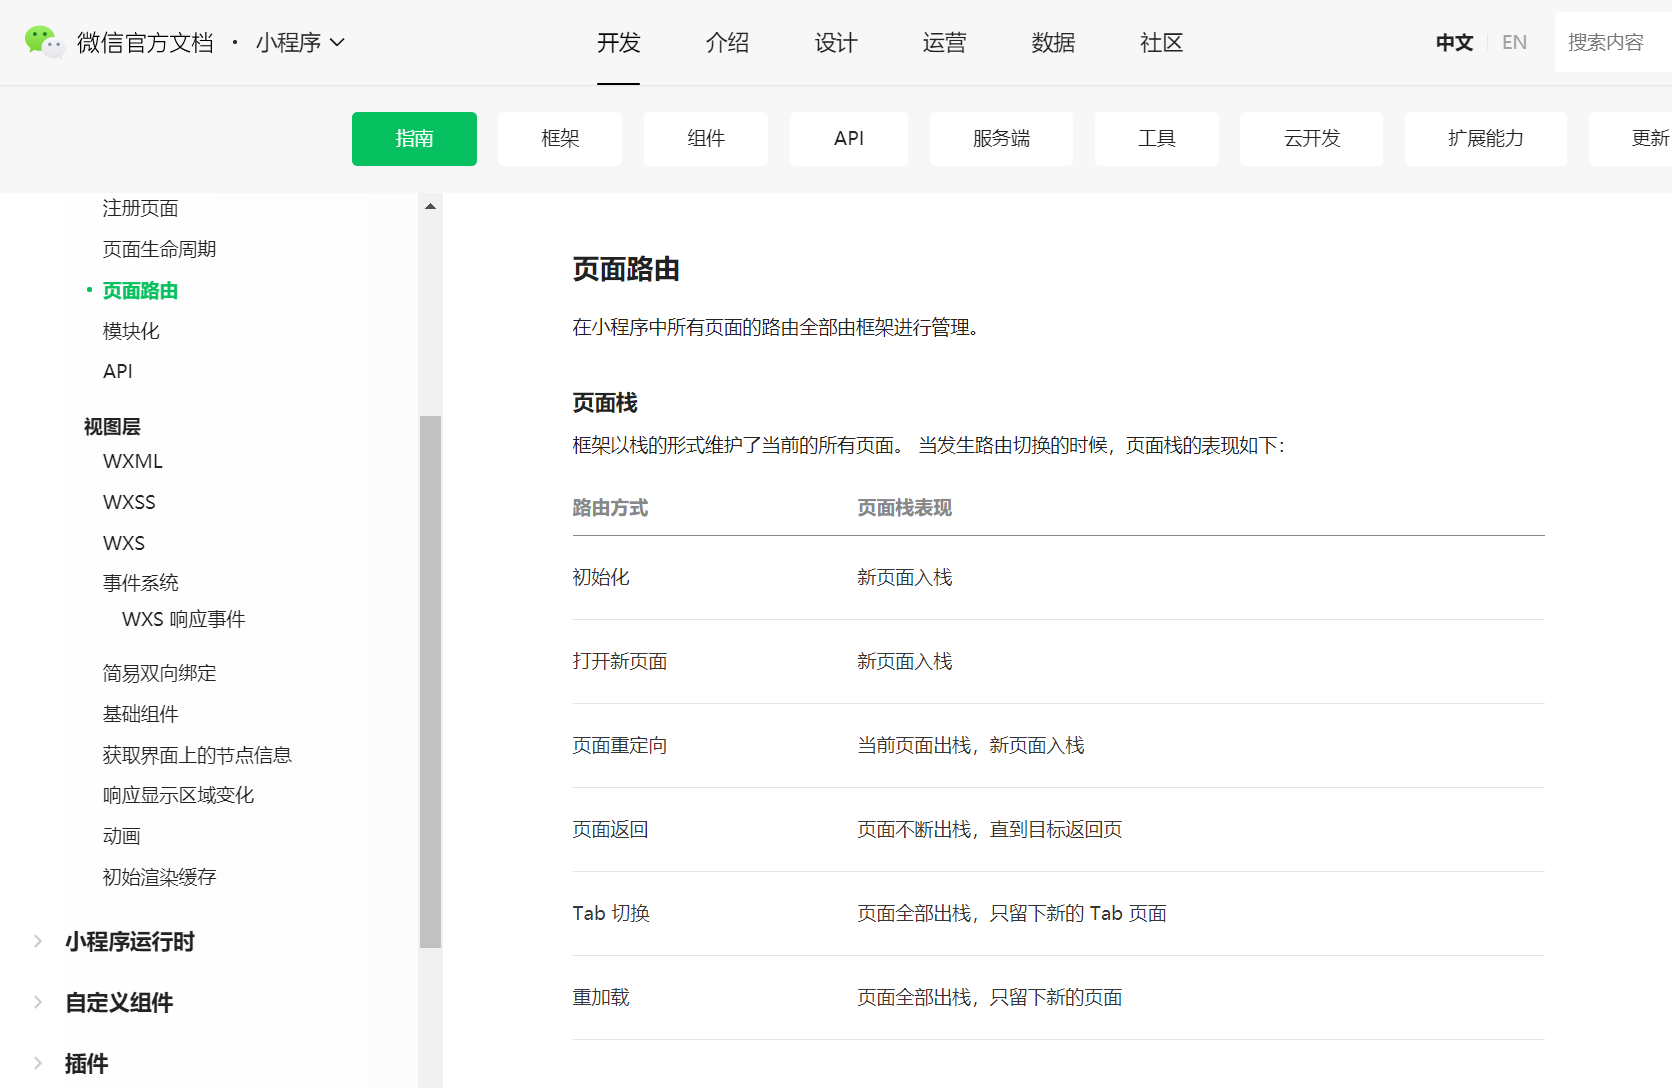 微信官方文档 · 小程序
开发 介绍 设计 运营 数据 社区
中文 EN
搜索内容
指南 框架 组件 API 服务端 工具 云开发 扩展能力 更新
注册页面
页面生命周期
页面路由
模块化
API
视图层
WXML
WXSS
WXS
事件系统
WXS 响应事件
简易双向绑定
基础组件
获取界面上的节点信息
响应显示区域变化
动画
初始渲染缓存
小程序运行时
自定义组件
插件
页面路由
在小程序中所有页面的路由全部由框架进行管理。
页面栈
框架以栈的形式维护了当前的所有页面。 当发生路由切换的时候，页面栈的表现如下：
路由方式 页面栈表现
初始化 新页面入栈
打开新页面 新页面入栈
页面重定向 当前页面出栈，新页面入栈
页面返回 页面不断出栈，直到目标返回页
Tab 切换 页面全部出栈，只留下新的 Tab 页面
重加载 页面全部出栈，只留下新的页面